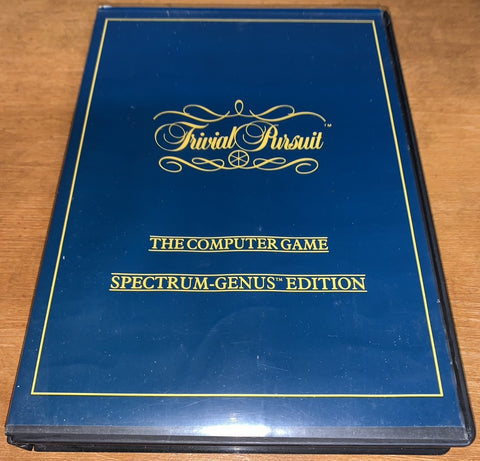 Trivial Pursuit™
THE COMPUTER GAME
SPECTRUM-GENUS™ EDITION